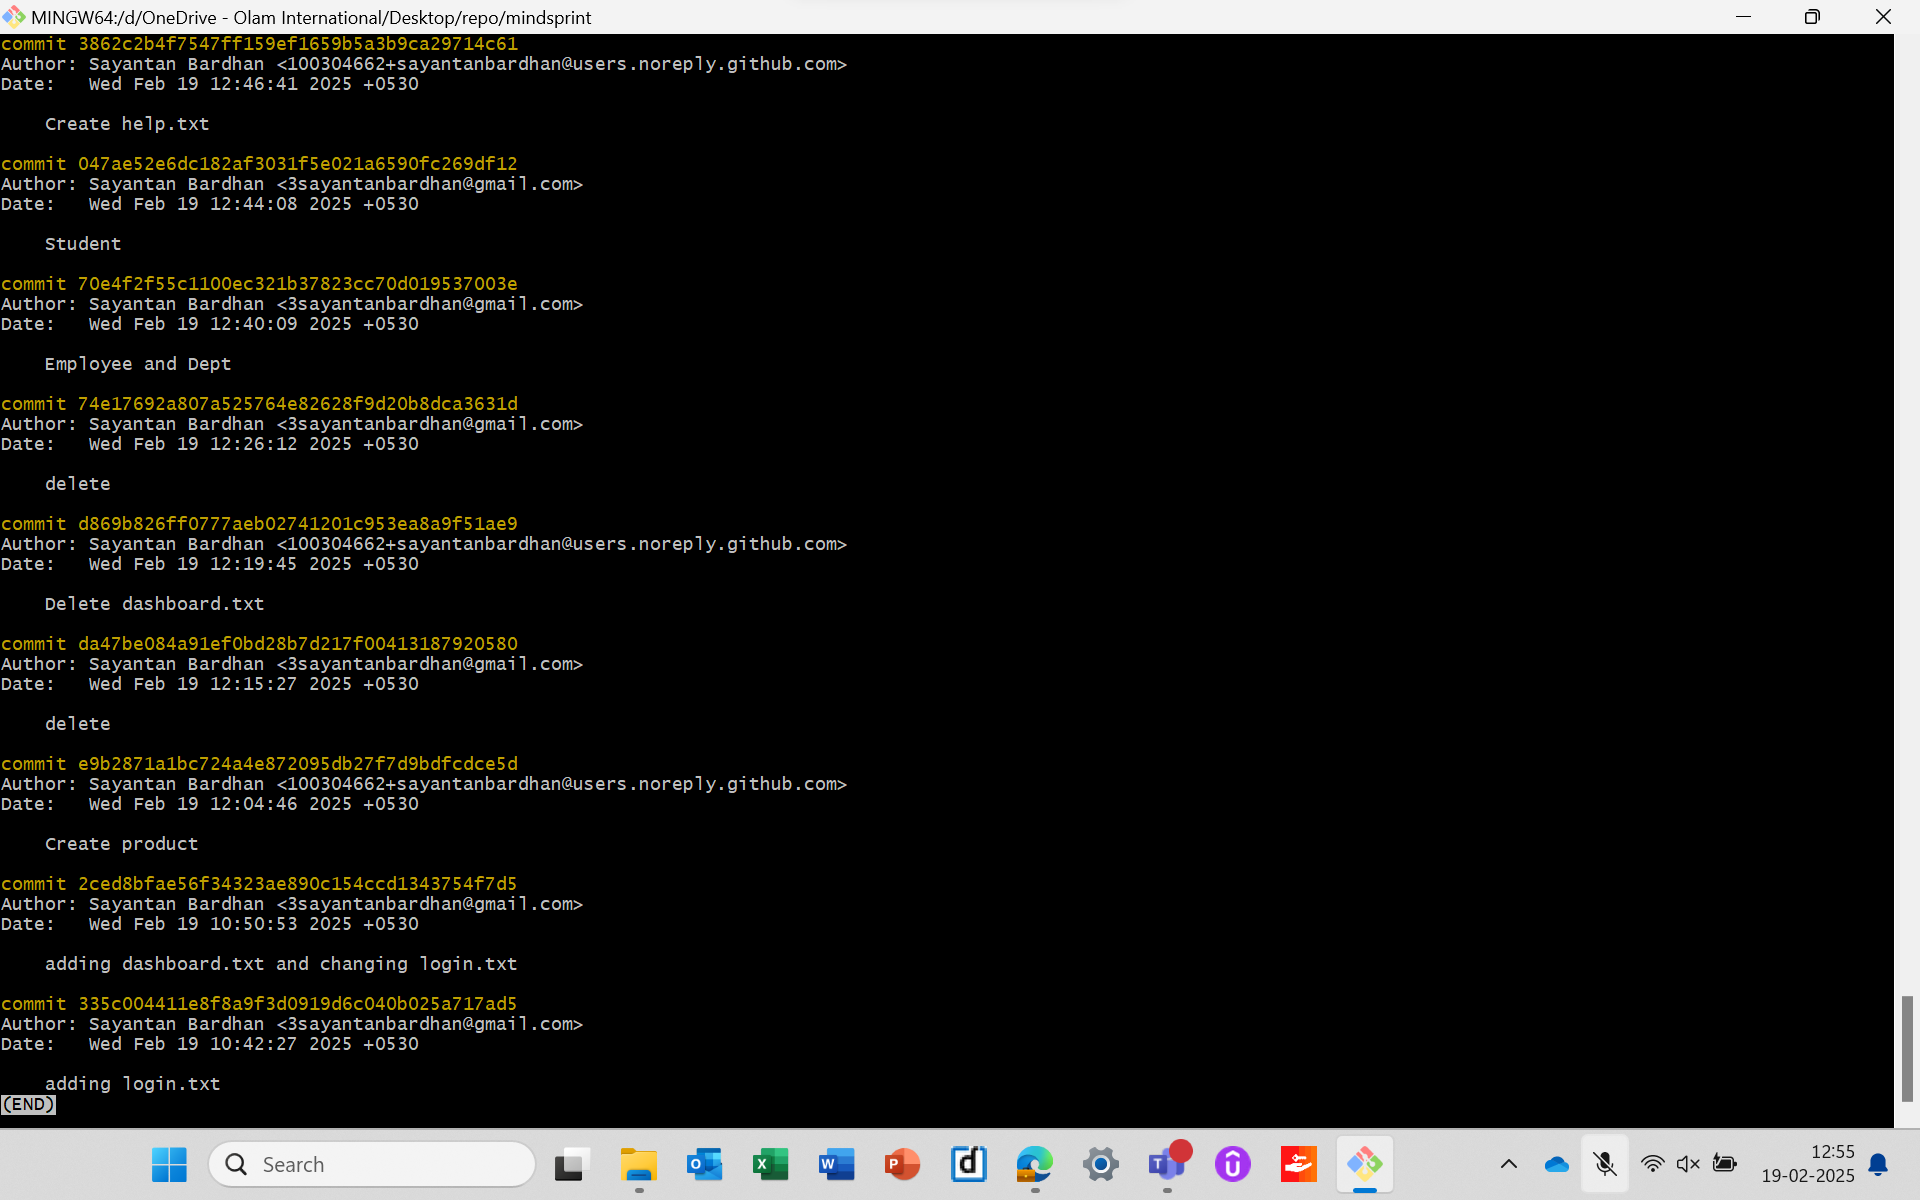 MINGW64:/d/OneDrive - Olam International/Desktop/repo/mindsprint
commit 3862c2b4f7547ff159ef1659b5a3b9ca29714c61
Author: Sayantan Bardhan <100304662+sayantanbardhan@users.noreply.github.com>
Date:   Wed Feb 19 12:46:41 2025 +0530
    Create help.txt
commit 047ae52e6dc182af3031f5e021a6590fc269df12
Author: Sayantan Bardhan <3sayantanbardhan@gmail.com>
Date:   Wed Feb 19 12:44:08 2025 +0530
    Student
commit 70e4f2f55c1100ec321b37823cc70d019537003e
Author: Sayantan Bardhan <3sayantanbardhan@gmail.com>
Date:   Wed Feb 19 12:40:09 2025 +0530
    Employee and Dept
commit 74e17692a807a525764e82628f9d20b8dca3631d
Author: Sayantan Bardhan <3sayantanbardhan@gmail.com>
Date:   Wed Feb 19 12:26:12 2025 +0530
    delete
commit d869b826ff0777aeb02741201c953ea8a9f51ae9
Author: Sayantan Bardhan <100304662+sayantanbardhan@users.noreply.github.com>
Date:   Wed Feb 19 12:19:45 2025 +0530
    Delete dashboard.txt
commit da47be084a91ef0bd28b7d217f00413187920580
Author: Sayantan Bardhan <3sayantanbardhan@gmail.com>
Date:   Wed Feb 19 12:15:27 2025 +0530
    delete
commit e9b2871a1bc724a4e872095db27f7d9bdfcdce5d
Author: Sayantan Bardhan <100304662+sayantanbardhan@users.noreply.github.com>
Date:   Wed Feb 19 12:04:46 2025 +0530
    Create product
commit 2ced8bfae56f34323ae890c154ccd1343754f7d5
Author: Sayantan Bardhan <3sayantanbardhan@gmail.com>
Date:   Wed Feb 19 10:50:53 2025 +0530
    adding dashboard.txt and changing login.txt
commit 335c004411e8f8a9f3d0919d6c040b025a717ad5
Author: Sayantan Bardhan <3sayantanbardhan@gmail.com>
Date:   Wed Feb 19 10:42:27 2025 +0530
    adding login.txt
(END)
Search
12:55
19-02-2025